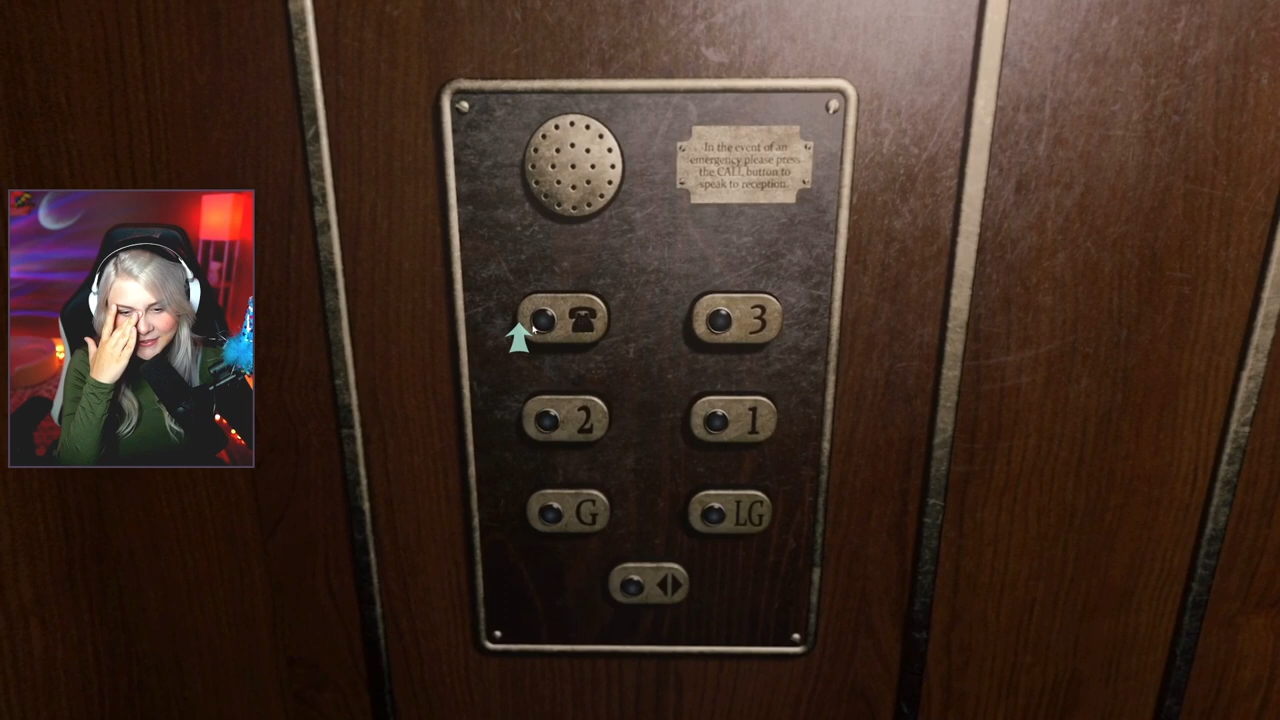 In the event of an
emergency please press
the CALL button to
speak to reception.
3
2
1
G
LG